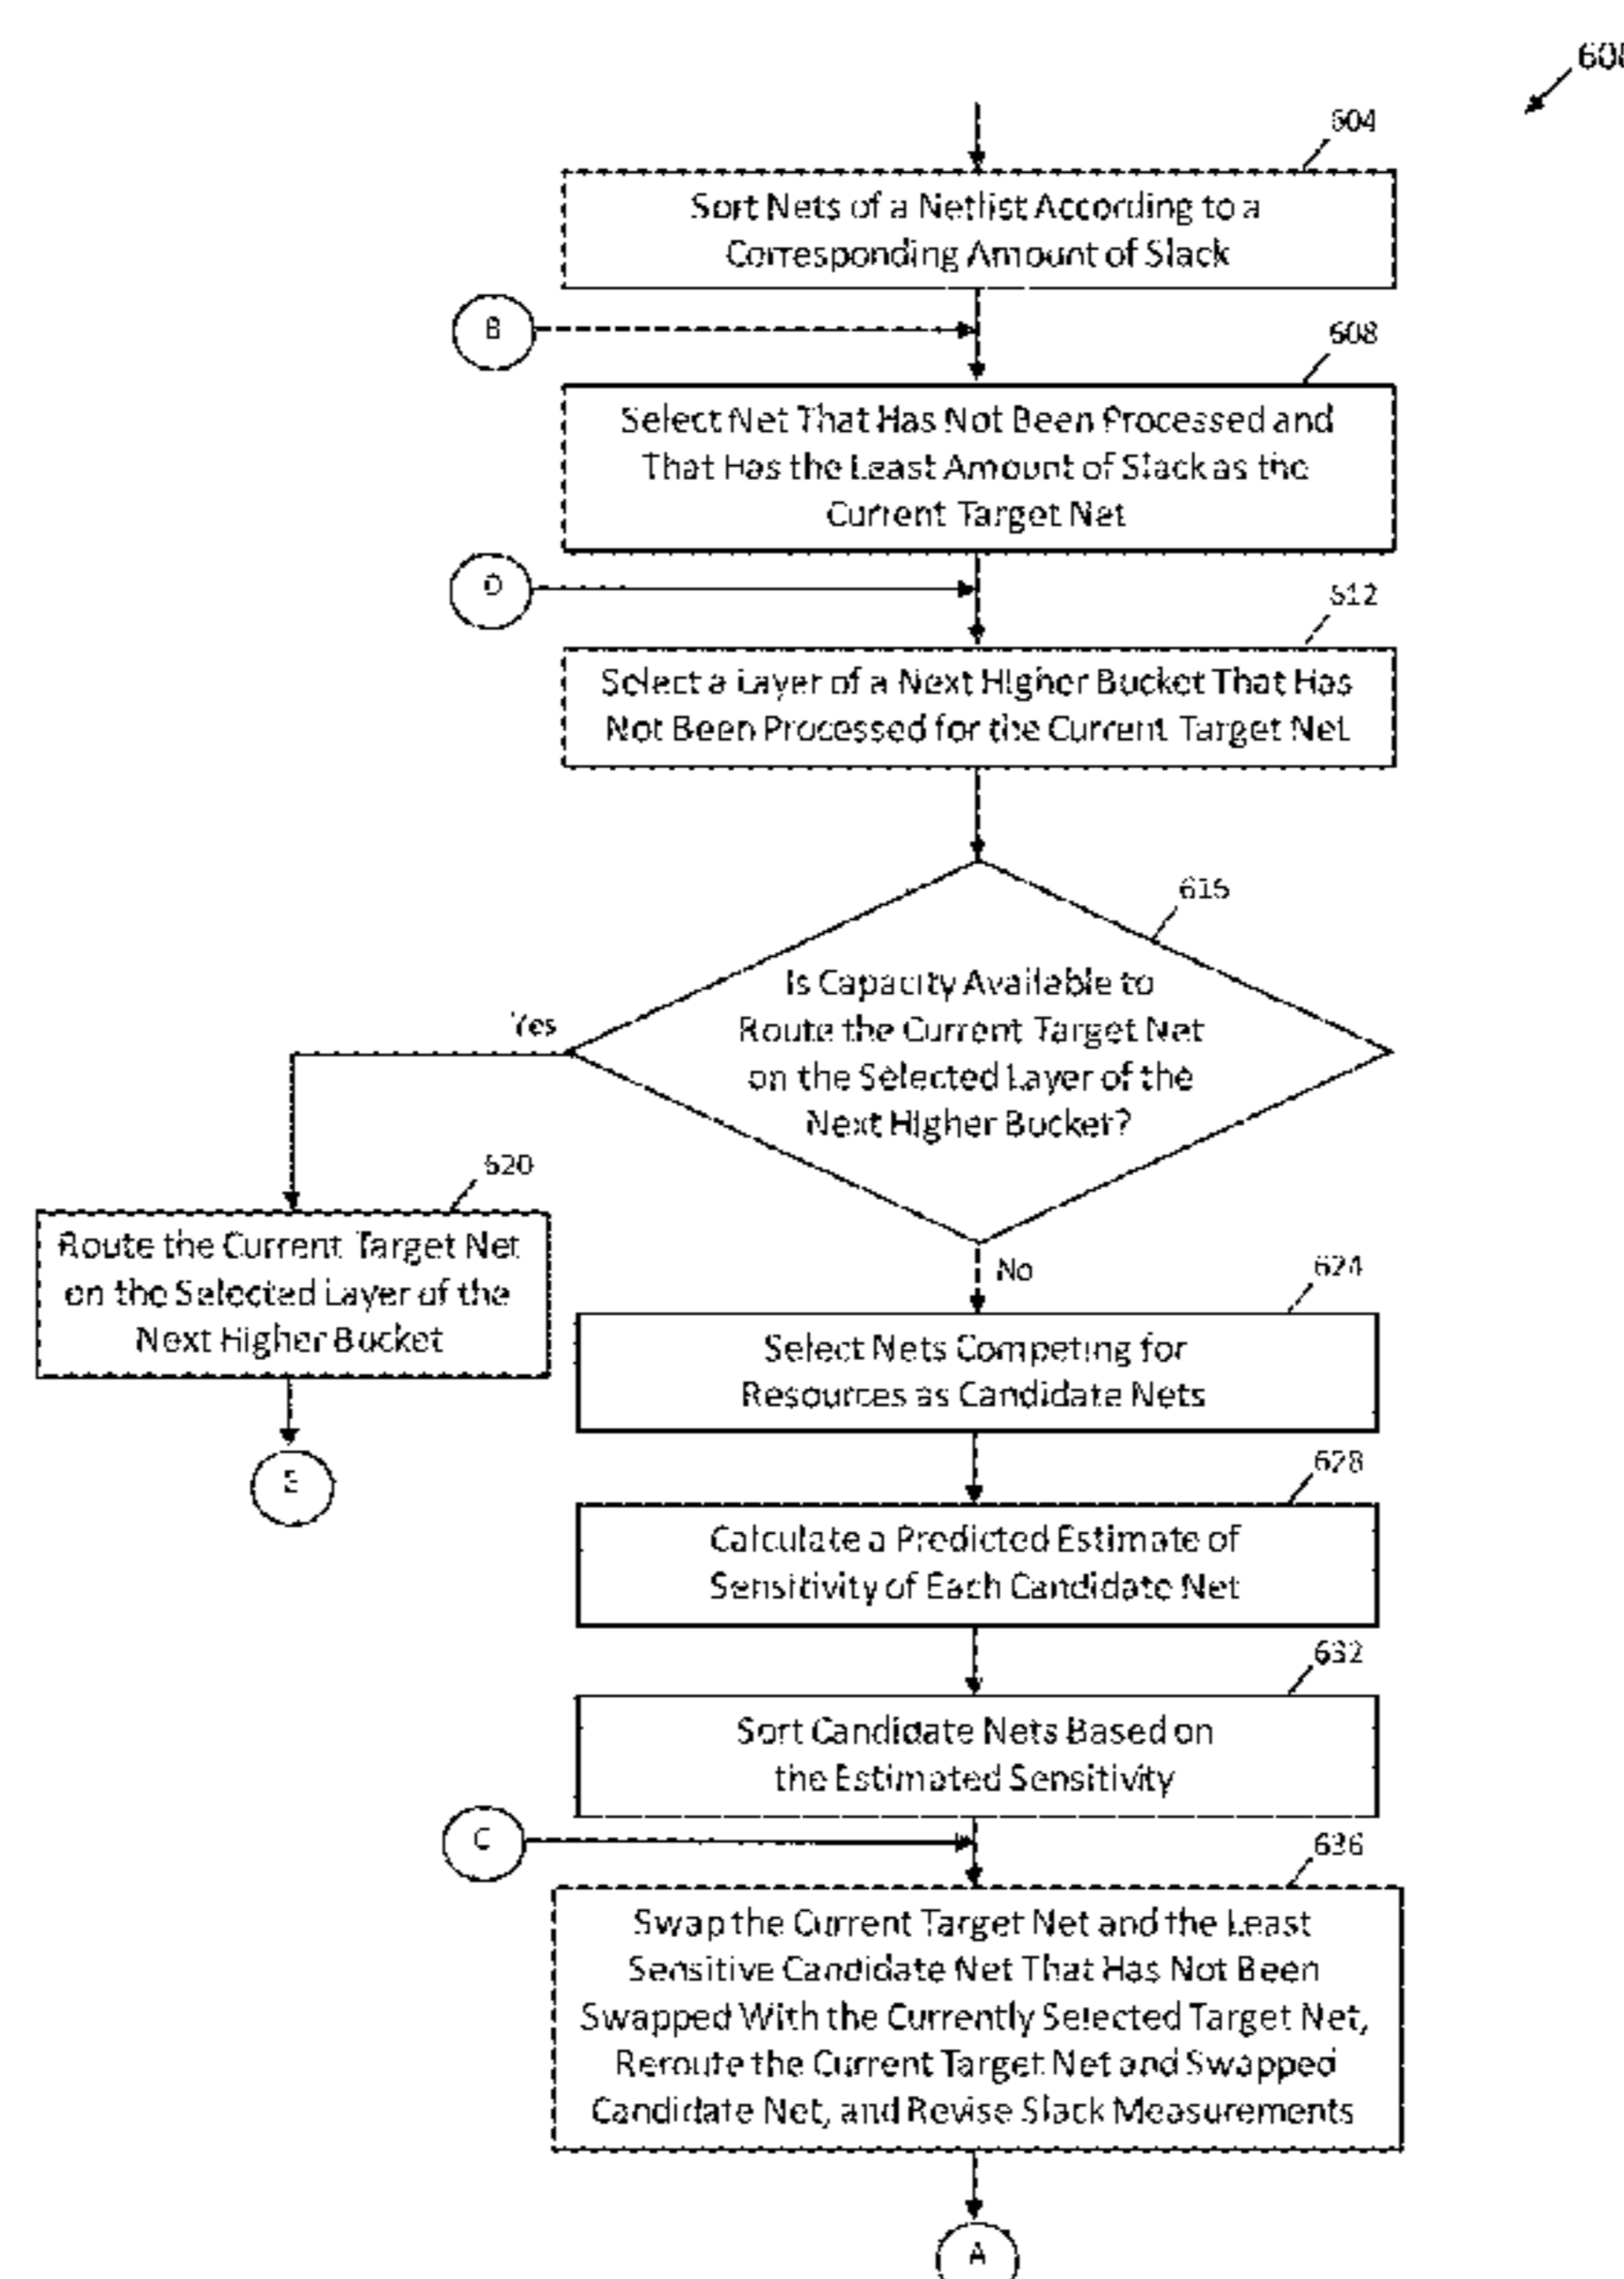 604
Sort Nets of a Netlist According to a
Corresponding Amount of Slack
B
608
Select Net That Has Not Been Processed and
That Has the Least Amount of Slack as the
Current Target Net
D
612
Select a Layer of a Next Higher Bucket That Has
Not Been Processed for the Current Target Net
616
Is Capacity Available to
Route the Current Target Net
on the Selected Layer of the
Next Higher Bucket?
Yes
620
Route the Current Target Net
on the Selected Layer of the
Next Higher Bucket
No
624
Select Nets Competing for
Resources as Candidate Nets
628
Calculate a Predicted Estimate of
Sensitivity of Each Candidate Net
632
Sort Candidate Nets Based on
the Estimated Sensitivity
C
636
Swap the Current Target Net and the Least
Sensitive Candidate Net That Has Not Been
Swapped With the Currently Selected Target Net,
Reroute the Current Target Net and Swapped
Candidate Net, and Revise Slack Measurements
A